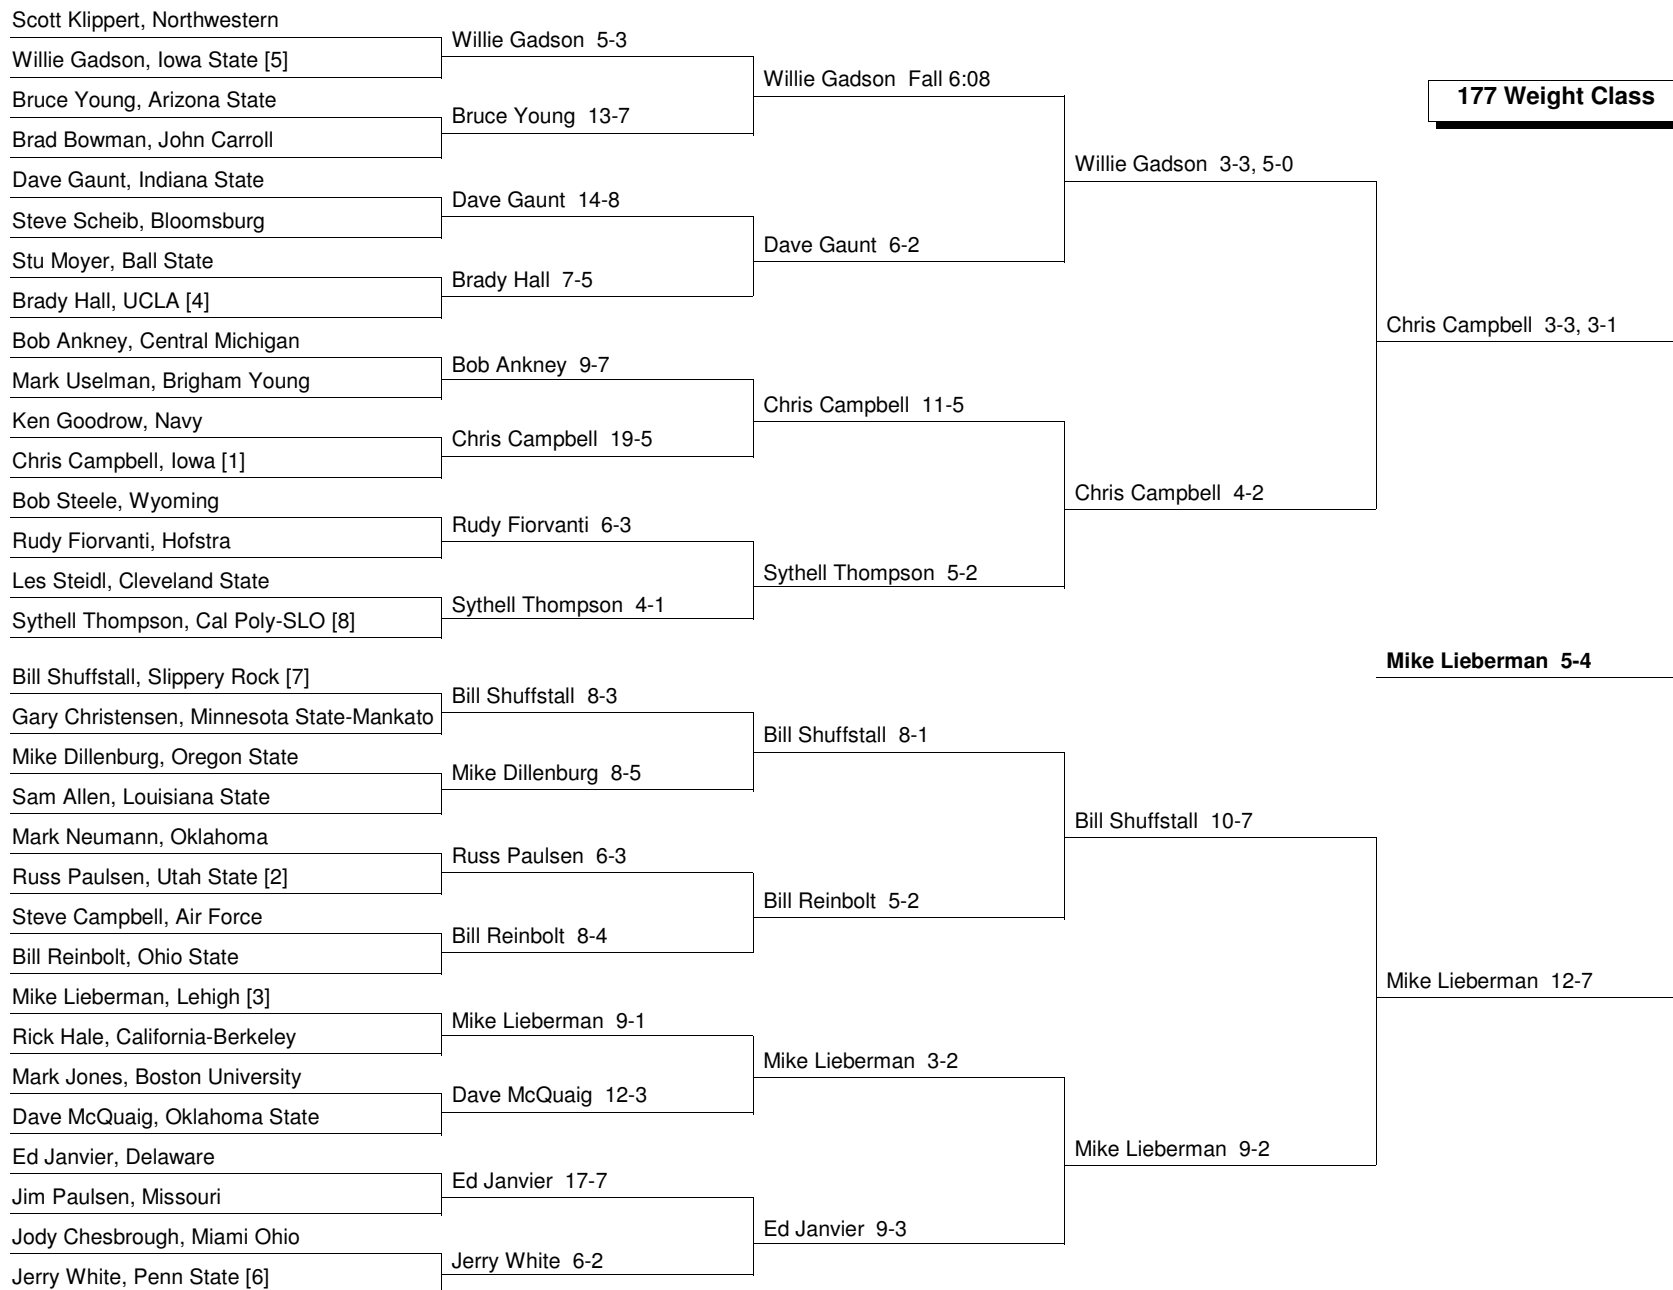 Scott Klippert, Northwestern
Willie Gadson, Iowa State [5]
Bruce Young, Arizona State
Brad Bowman, John Carroll
Dave Gaunt, Indiana State
Steve Scheib, Bloomsburg
Stu Moyer, Ball State
Brady Hall, UCLA [4]
Bob Ankney, Central Michigan
Mark Uselman, Brigham Young
Ken Goodrow, Navy
Chris Campbell, Iowa [1]
Bob Steele, Wyoming
Rudy Fiorvanti, Hofstra
Les Steidl, Cleveland State
Sythell Thompson, Cal Poly-SLO [8]
Bill Shuffstall, Slippery Rock [7]
Gary Christensen, Minnesota State-Mankato
Mike Dillenburg, Oregon State
Sam Allen, Louisiana State
Mark Neumann, Oklahoma
Russ Paulsen, Utah State [2]
Steve Campbell, Air Force
Bill Reinbolt, Ohio State
Mike Lieberman, Lehigh [3]
Rick Hale, California-Berkeley
Mark Jones, Boston University
Dave McQuaig, Oklahoma State
Ed Janvier, Delaware
Jim Paulsen, Missouri
Jody Chesbrough, Miami Ohio
Jerry White, Penn State [6]
Willie Gadson 5-3
Bruce Young 13-7
Dave Gaunt 14-8
Brady Hall 7-5
Bob Ankney 9-7
Chris Campbell 19-5
Rudy Fiorvanti 6-3
Sythell Thompson 4-1
Bill Shuffstall 8-3
Mike Dillenburg 8-5
Russ Paulsen 6-3
Bill Reinbolt 8-4
Mike Lieberman 9-1
Dave McQuaig 12-3
Ed Janvier 17-7
Jerry White 6-2
Willie Gadson Fall 6:08
Dave Gaunt 6-2
Chris Campbell 11-5
Sythell Thompson 5-2
Bill Shuffstall 8-1
Bill Reinbolt 5-2
Mike Lieberman 3-2
Ed Janvier 9-3
Willie Gadson 3-3, 5-0
Chris Campbell 4-2
Bill Shuffstall 10-7
Mike Lieberman 9-2
177 Weight Class
Chris Campbell 3-3, 3-1
Mike Lieberman 5-4
Mike Lieberman 12-7